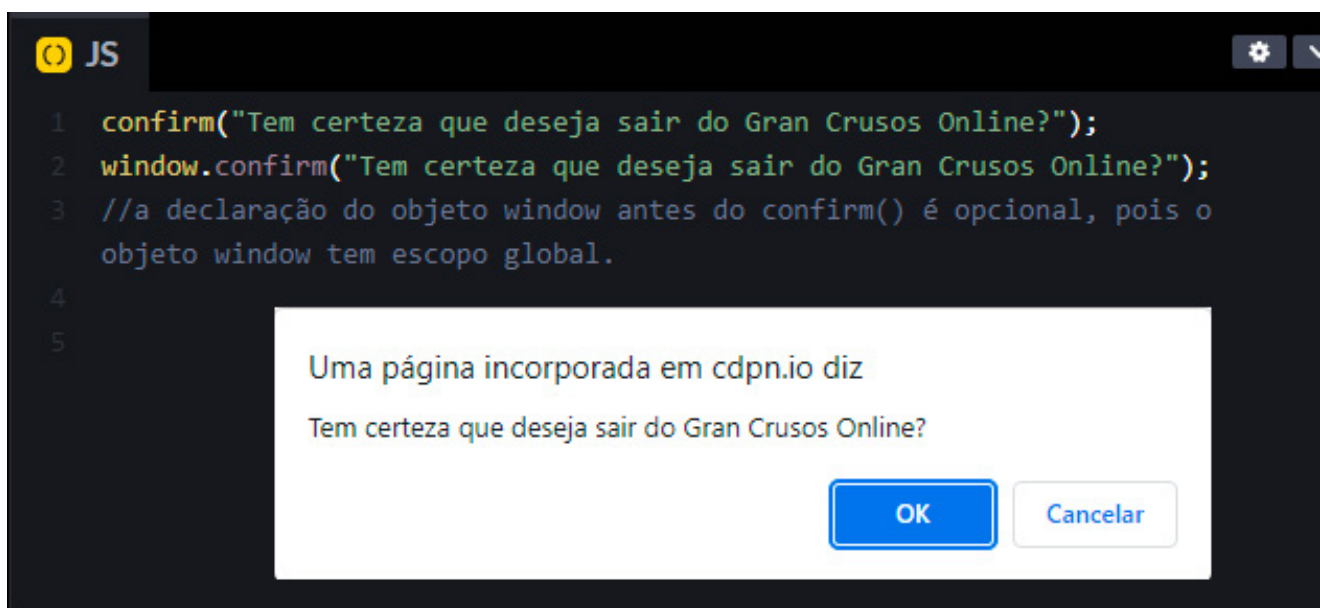 JS
1 confirm("Tem certeza que deseja sair do Gran Crusos Online?");
2 window.confirm("Tem certeza que deseja sair do Gran Crusos Online?");
3 //a declaração do objeto window antes do confirm() é opcional, pois o
objeto window tem escopo global.
4
5
Uma página incorporada em cdpn.io diz
Tem certeza que deseja sair do Gran Crusos Online?
OK Cancelar